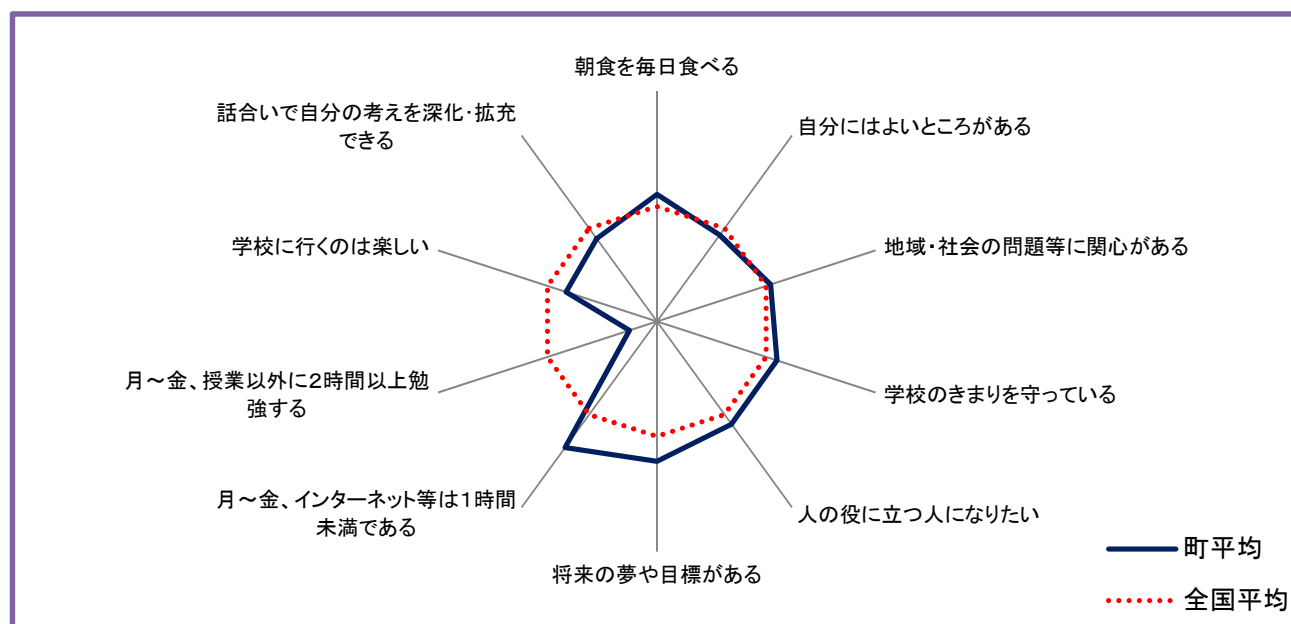 朝食を毎日食べる
自分にはよいところがある
地域・社会の問題等に関心がある
学校のきまりを守っている
人の役に立つ人になりたい
将来の夢や目標がある
月～金、インターネット等は１時間
未満である
月～金、授業以外に２時間以上勉
強する
学校に行くのは楽しい
話合いで自分の考えを深化・拡充
できる
町平均
全国平均